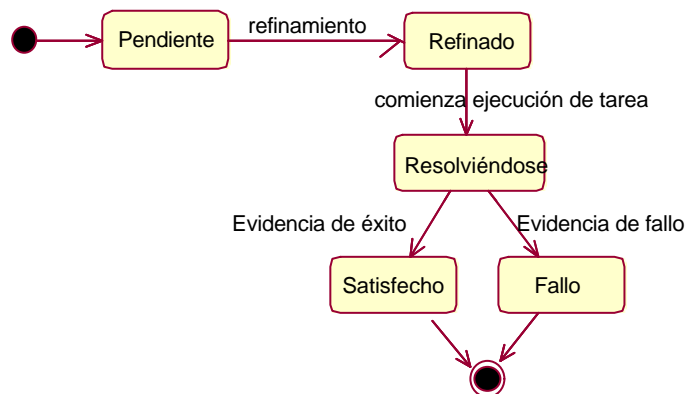 Pendiente
refinamiento
Refinado
comienza ejecución de tarea
Resolviéndose
Evidencia de éxito
Evidencia de fallo
Satisfecho
Fallo